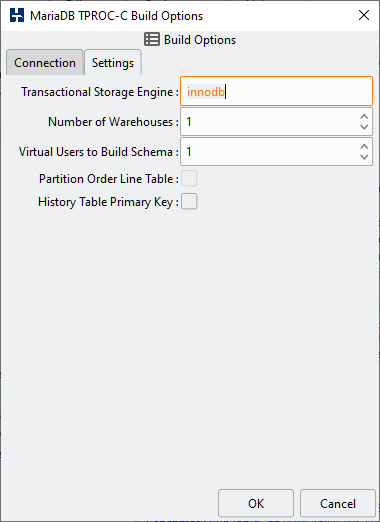 MariaDB TPROC-C Build Options
Build Options
Connection Settings
Transactional Storage Engine : innodb
Number of Warehouses : 1
Virtual Users to Build Schema : 1
Partition Order Line Table :
History Table Primary Key :
OK Cancel